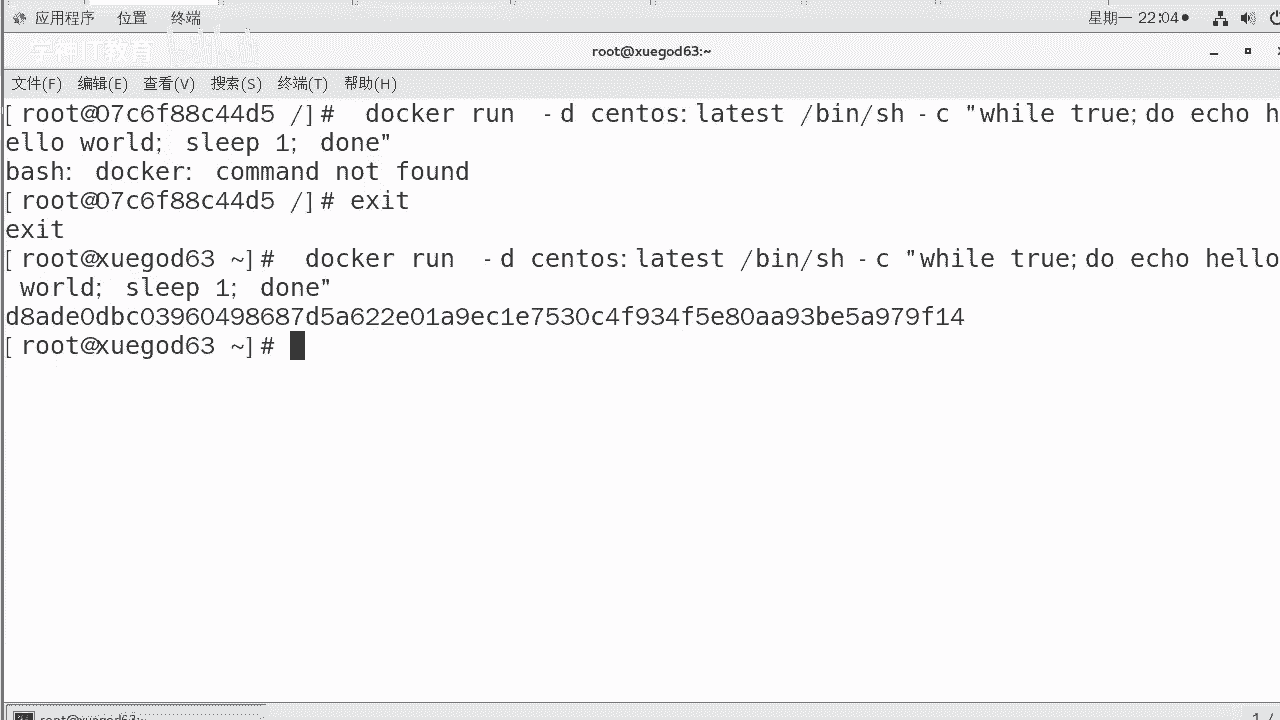 应用程序 位置 终端 星期一 22:04
学神IT教育
root@xuegod63:~
文件(F) 编辑(E) 查看(V) 搜索(S) 终端(T) 帮助(H)
[root@07c6f88c44d5 /]# docker run -d centos:latest /bin/sh -c "while true;do echo h
ello world; sleep 1; done"
bash: docker: command not found
[root@07c6f88c44d5 /]# exit
exit
[root@xuegod63 ~]# docker run -d centos:latest /bin/sh -c "while true;do echo hello
world; sleep 1; done"
d8ade0dbc03960498687d5a622e01a9ec1e7530c4f934f5e80aa93be5a979f14
[root@xuegod63 ~]#
root@xuegod63:~
1 /